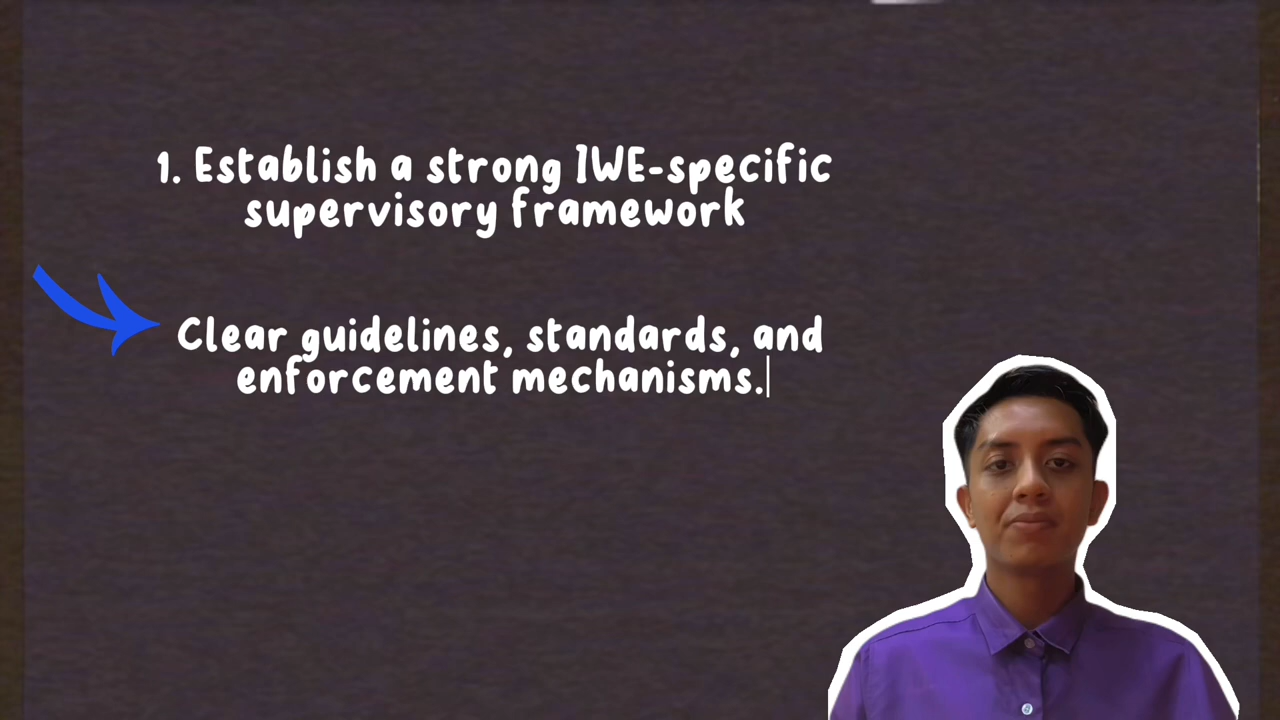 1. Establish a strong IWE-specific
supervisory framework
Clear guidelines, standards, and
enforcement mechanisms.